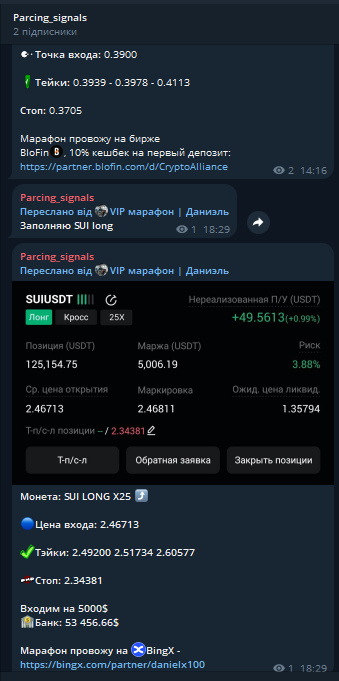 Parcing_signals
2 підписники
Точка входа: 0.3900
Тейки: 0.3939 - 0.3978 - 0.4113
Стоп: 0.3705
Марафон провожу на бирже
BloFin, 10% кешбек на первый депозит:
https://partner.blofin.com/d/CryptoAlliance
2 14:16
Parcing_signals
Переслано від VIP марафон | Даниэль
Заполняю SUI long
1 18:29
Parcing_signals
Переслано від VIP марафон | Даниэль
SUIUSDT
Нереализованная П/У (USDT)
Лонг Кросс 25X
+49.5613(+0.99%)
Позиция (USDT) Маржа (USDT) Риск
125,154.75 5,006.19 3.88%
Ср. цена открытия Маркировка Ожид. цена ликвид.
2.46713 2.46811 1.35794
Т-п/с-л позиции – / 2.34381
Т-п/с-л Обратная заявка Закрыть позиции
Монета: SUI LONG X25
Цена входа: 2.46713
Тэйки: 2.49200 2.51734 2.60577
Стоп: 2.34381
Входим на 5000$
Банк: 53 456.66$
Марафон провожу на BingX -
https://bingx.com/partner/danielx100
1 18:29